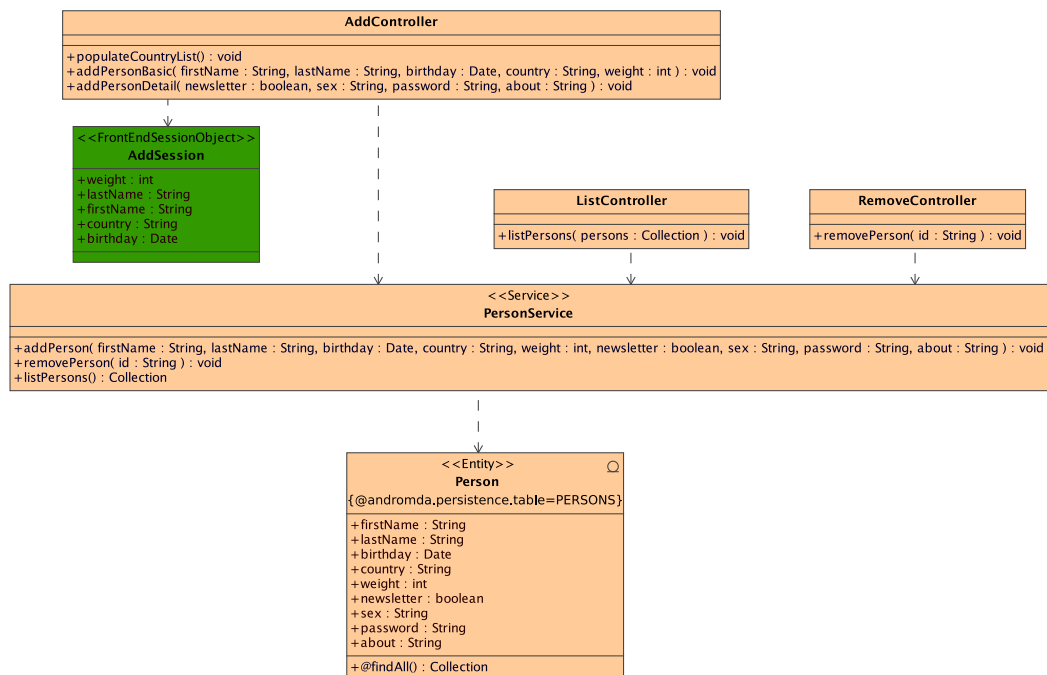 AddController
+populateCountryList() : void
+addPersonBasic( firstName : String, lastName : String, birthday : Date, country : String, weight : int ) : void
+addPersonDetail( newsletter : boolean, sex : String, password : String, about : String ) : void
<<FrontEndSessionObject>>
AddSession
+weight : int
+lastName : String
+firstName : String
+country : String
+birthday : Date
ListController
+listPersons( persons : Collection ) : void
RemoveController
+removePerson( id : String ) : void
<<Service>>
PersonService
+addPerson( firstName : String, lastName : String, birthday : Date, country : String, weight : int, newsletter : boolean, sex : String, password : String, about : String ) : void
+removePerson( id : String ) : void
+listPersons() : Collection
<<Entity>>
Person
{@andromda.persistence.table=PERSONS}
+firstName : String
+lastName : String
+birthday : Date
+country : String
+weight : int
+newsletter : boolean
+sex : String
+password : String
+about : String
+@findAll() : Collection